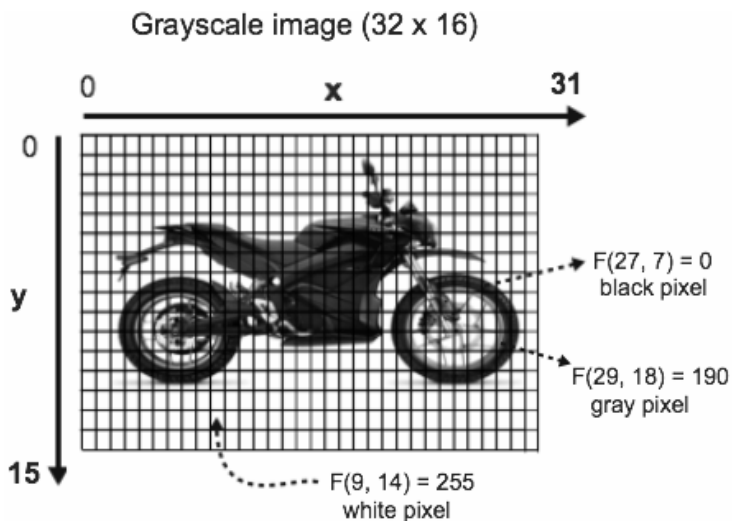 Grayscale image (32 x 16)
0 x 31
0
y
15
F(27, 7) = 0
black pixel
F(29, 18) = 190
gray pixel
F(9, 14) = 255
white pixel